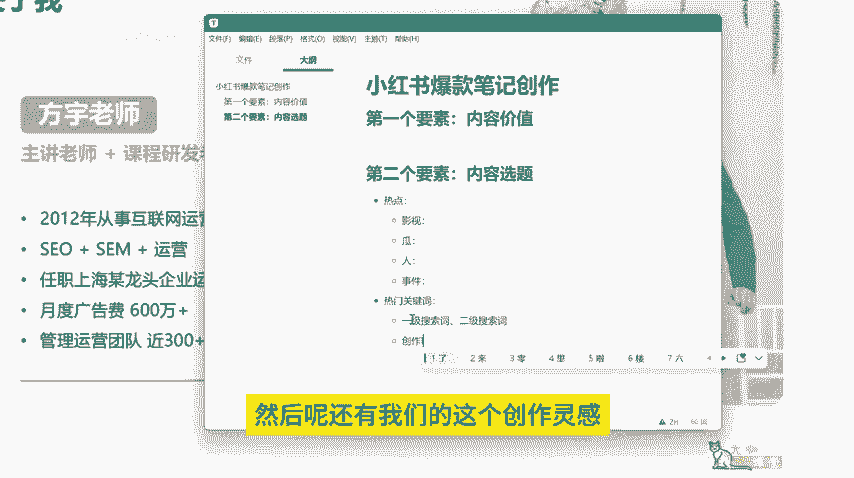 方宇老师
主讲老师 + 课程研发
2012年从事互联网运营
SEO + SEM + 运营
任职上海某龙头企业运
月度广告费 600万+
管理运营团队 近300+
文件(F) 编辑(E) 段落(P) 格式(O) 视图(V) 主题(T) 帮助(H)
文件 大纲
小红书爆款笔记创作
第一个要素：内容价值
第二个要素：内容选题
小红书爆款笔记创作
第一个要素：内容价值
第二个要素：内容选题
热点：
影视：
瓜：
人：
事件：
热门关键词：
一级搜索词、二级搜索词
创作l
1 了 2 来 3 零 4 里 5 啦 6 楼 7 六
然后呢还有我们的这个创作灵感